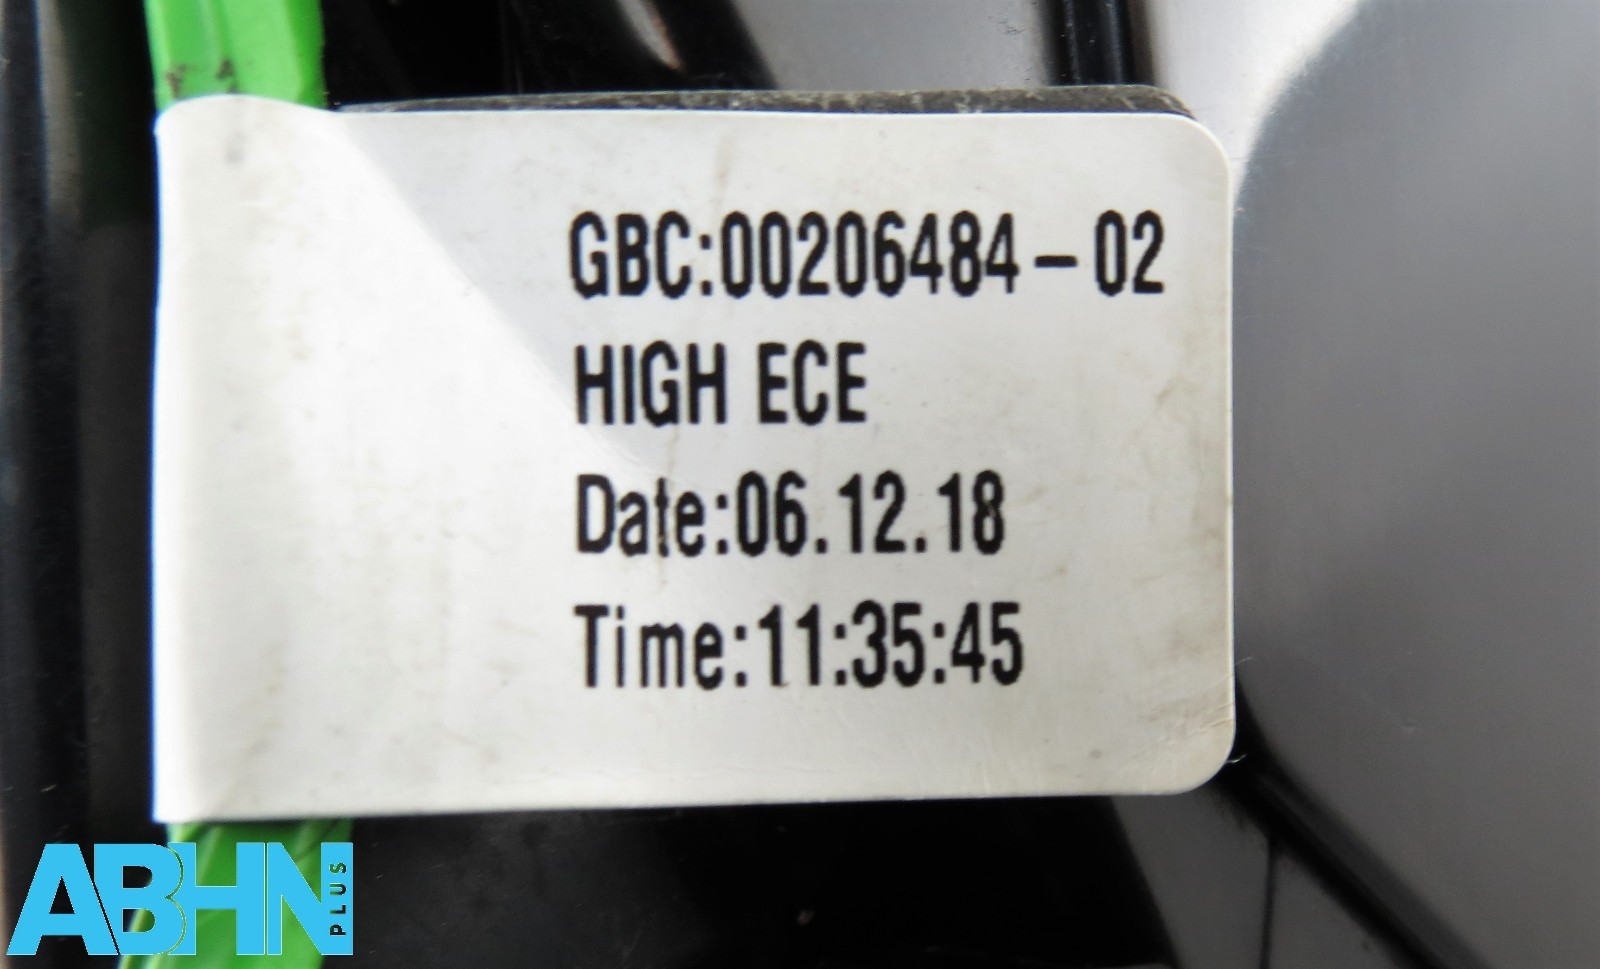 GBC:00206484-02
HIGH ECE
Date:06.12.18
Time:11:35:45
ABHN
PLUS